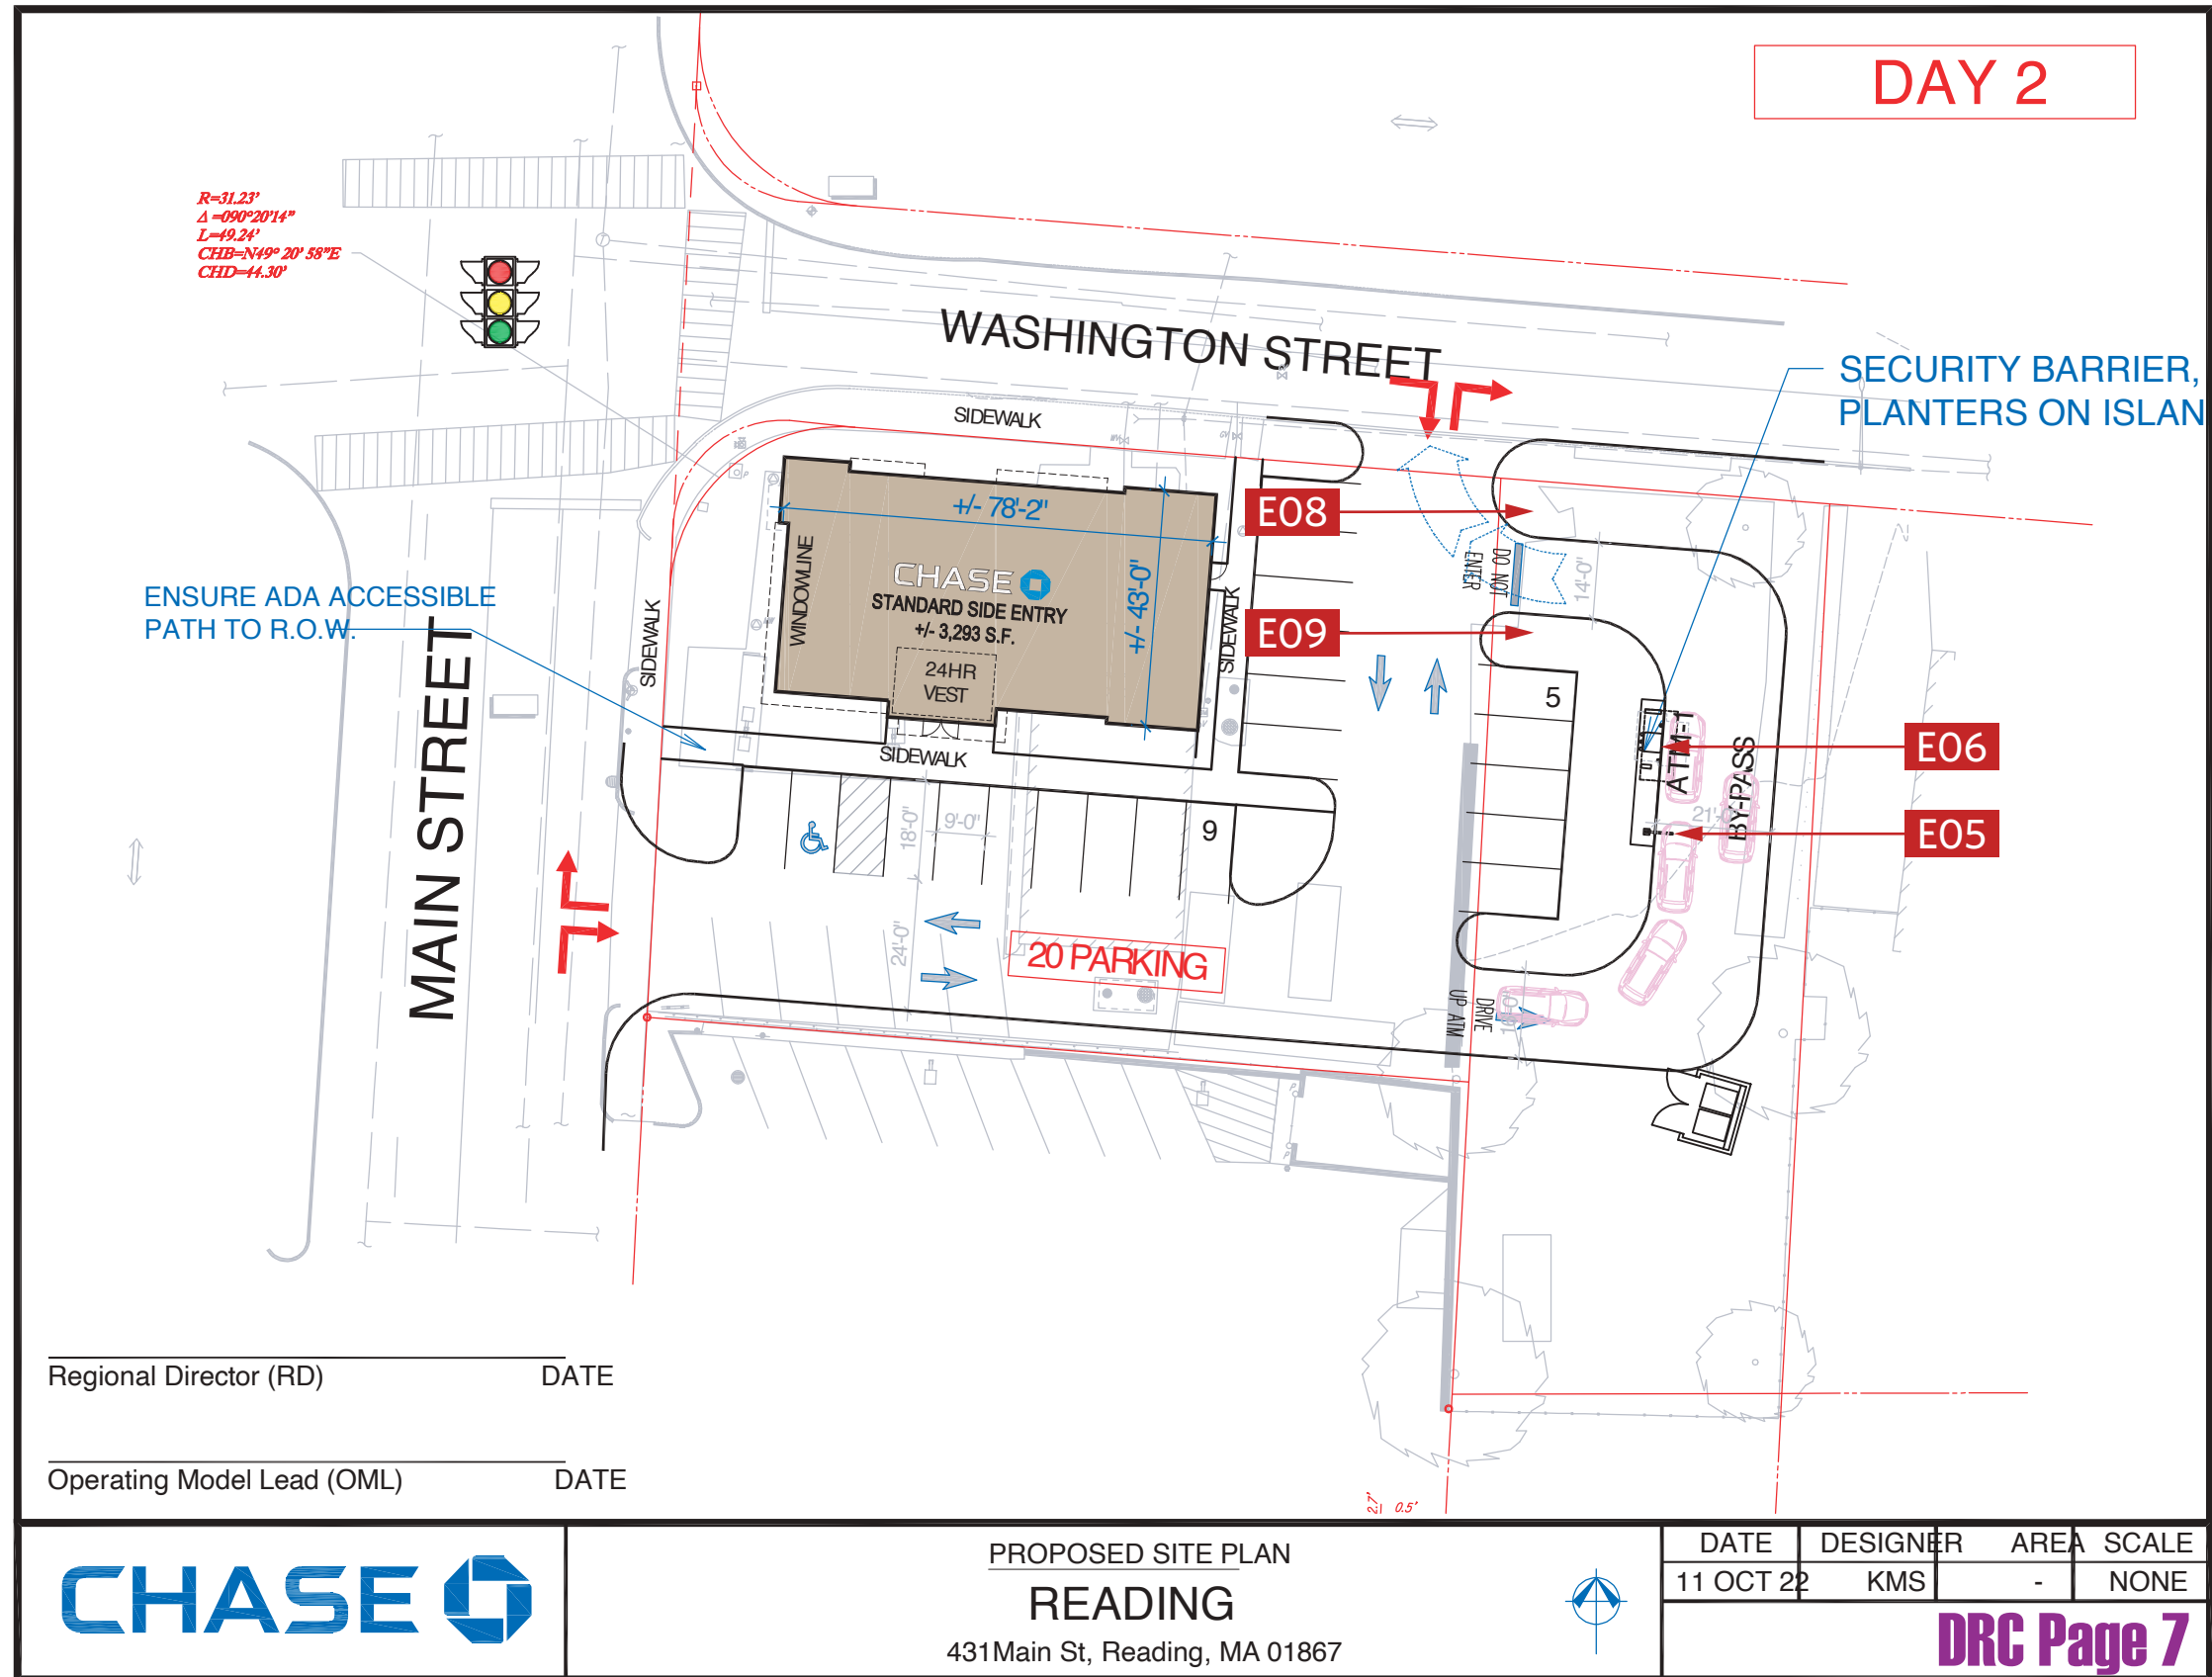 DAY 2
R=31.23'
Δ =090°20'14"
L=49.24'
CHB=N49° 20' 58"E
CHD=44.30'
WASHINGTON STREET
SECURITY BARRIER,
PLANTERS ON ISLAN
SIDEWALK
+/- 78'-2"
E08
WINDOWLINE
CHASE
STANDARD SIDE ENTRY
+/- 3,293 S.F.
+/- 43'-0"
24HR
VEST
DO NOT
ENTER
14'-0"
ENSURE ADA ACCESSIBLE
PATH TO R.O.W.
SIDEWALK
SIDEWALK
E09
5
MAIN STREET
SIDEWALK
ATM-1
BY-PASS
E06
18'-0"
9'-0"
9
E05
24'-0"
20 PARKING
DRIVE
UP ATM
Regional Director (RD)
DATE
Operating Model Lead (OML)
DATE
2.7'
0.5'
CHASE
PROPOSED SITE PLAN
READING
431Main St, Reading, MA 01867
DATE DESIGNER AREA SCALE
11 OCT 22 KMS - NONE
DRC Page 7